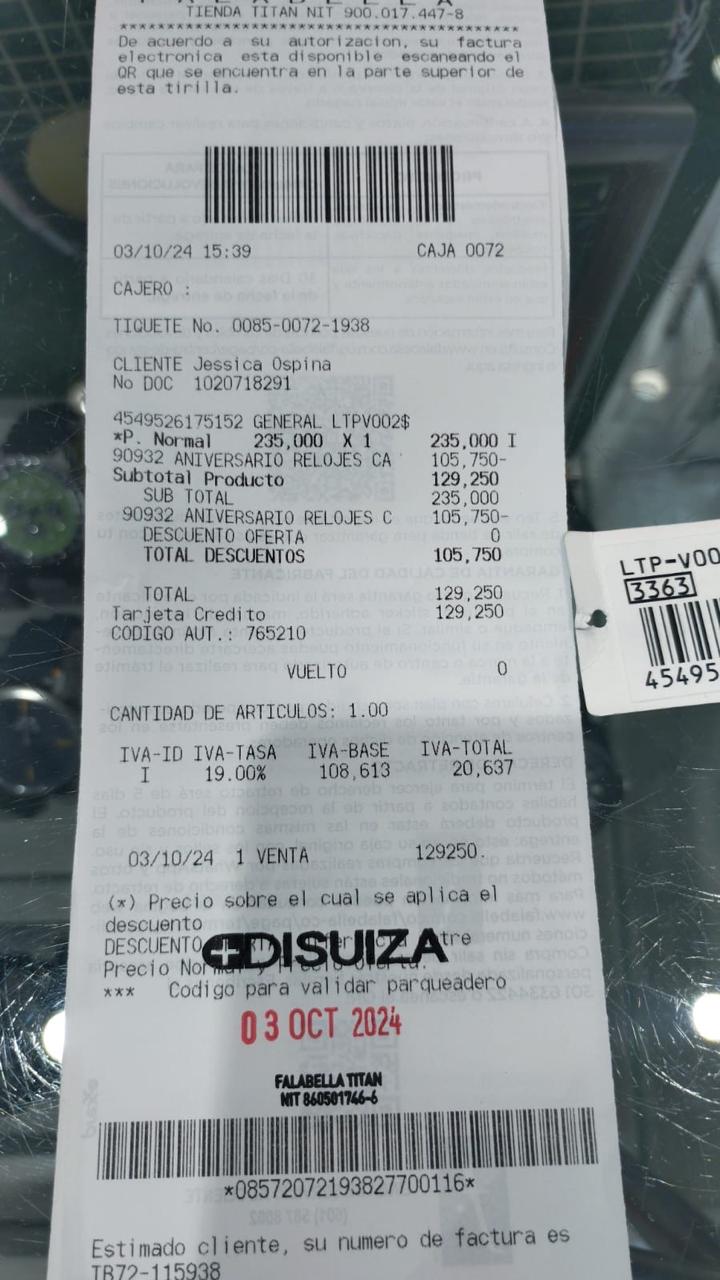 FALABELLA
TIENDA TITAN NIT 900.017.447-8
****************************************
De acuerdo a su autorizacion, su factura
electronica esta disponible escaneando el
QR que se encuentra en la parte superior de
esta tirilla.
03/10/24 15:39 CAJA 0072
CAJERO :
TIQUETE No. 0085-0072-1938
CLIENTE Jessica Ospina
No DOC 1020718291
4549526175152 GENERAL LTPV002$
*P. Normal 235,000 X 1 235,000 I
90932 ANIVERSARIO RELOJES CA 105,750-
Subtotal Producto 129,250
SUB TOTAL 235,000
90932 ANIVERSARIO RELOJES C 105,750-
DESCUENTO OFERTA 0
TOTAL DESCUENTOS 105,750
TOTAL 129,250
Tarjeta Credito 129,250
CODIGO AUT.: 765210
VUELTO 0
CANTIDAD DE ARTICULOS: 1.00
IVA-ID IVA-TASA IVA-BASE IVA-TOTAL
I 19.00% 108,613 20,637
03/10/24 1 VENTA 129250.
(*) Precio sobre el cual se aplica el
descuento
DESCUENTO
DISUIZA
Precio
*** Codigo para validar parqueadero
03 OCT 2024
FALABELLA TITAN
NIT 860501746-6
*08572072193827700116*
Estimado cliente, su numero de factura es
TB72-115938
LTP-V00
3363
45495